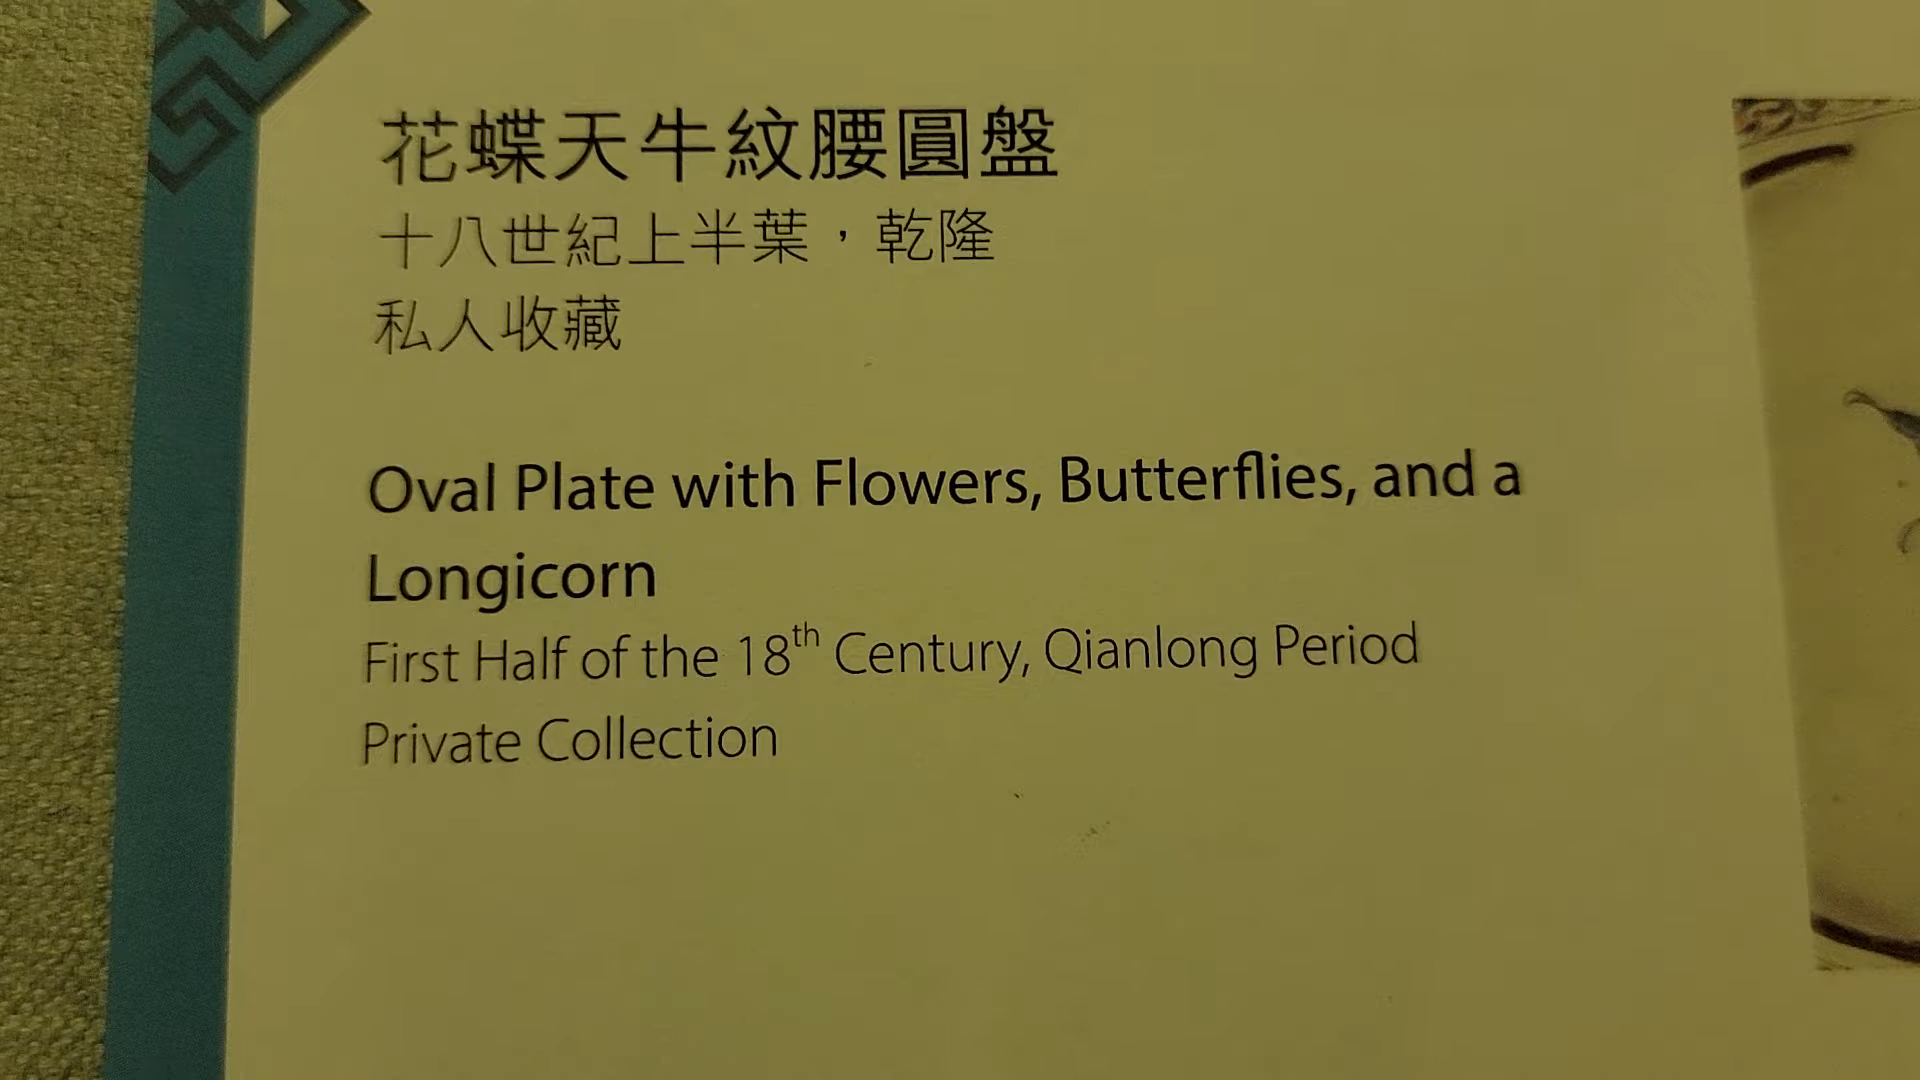 花蝶天牛紋腰圓盤
十八世紀上半葉，乾隆
私人收藏
Oval Plate with Flowers, Butterflies, and a
Longicorn
First Half of the 18th Century, Qianlong Period
Private Collection